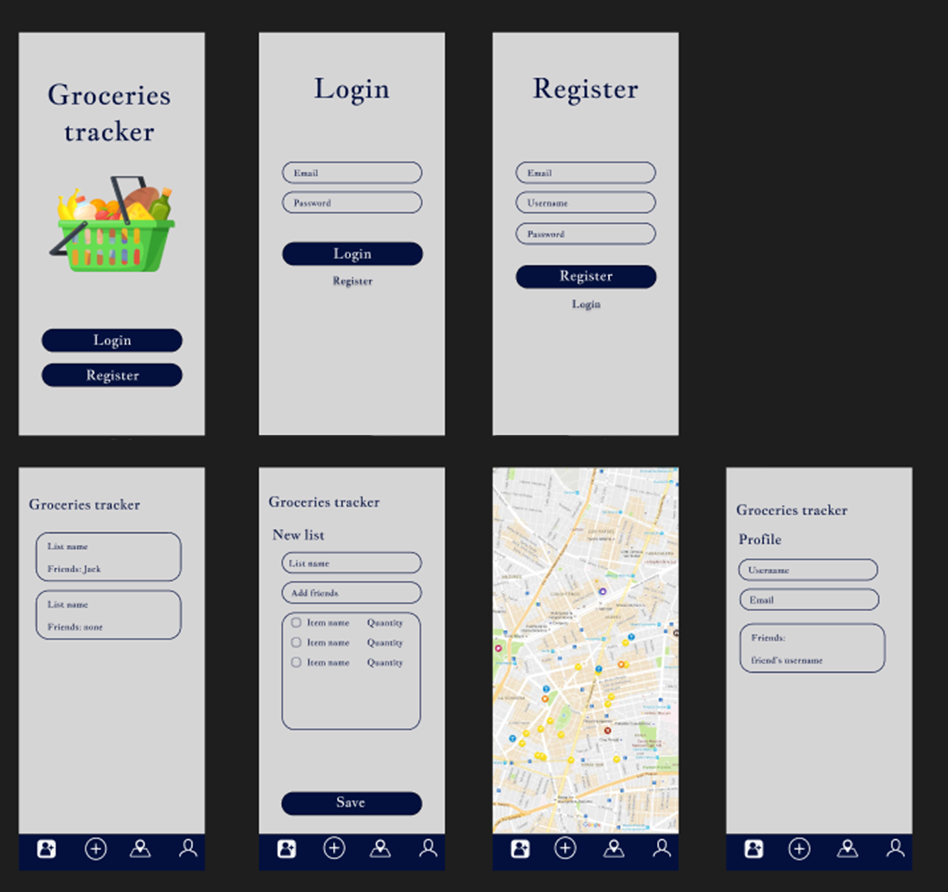 Groceries
tracker
Login
Register
Login
Email
Password
Login
Register
Register
Email
Username
Password
Register
Login
Groceries tracker
List name
Friends: Jack
List name
Friends: none
Groceries tracker
New list
List name
Add friends
Item name Quantity
Item name Quantity
Item name Quantity
Save
Google
Groceries tracker
Profile
Username
Email
Friends:
friend's username